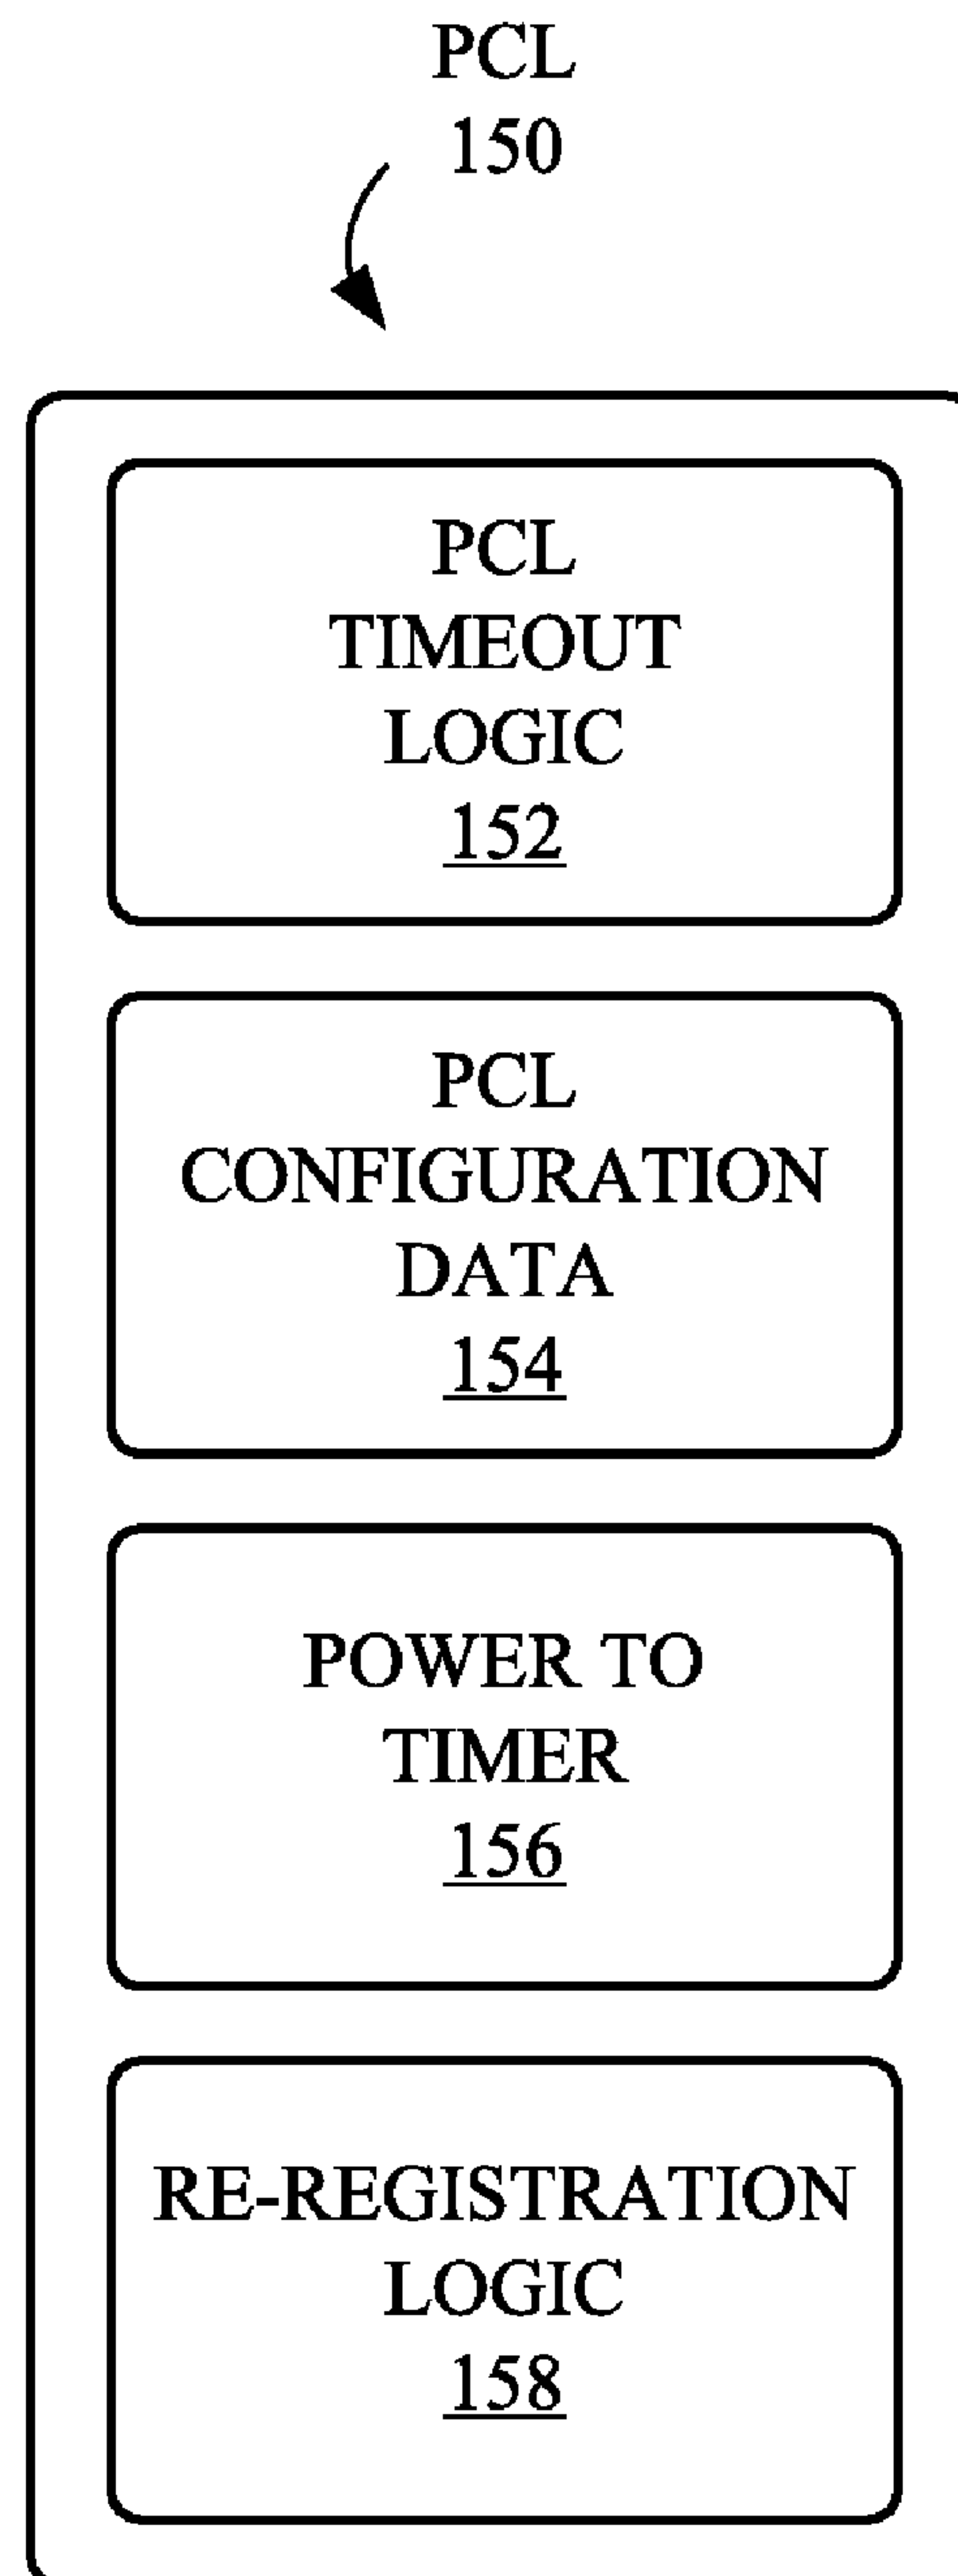 PCL
150
PCL
TIMEOUT
LOGIC
152
PCL
CONFIGURATION
DATA
154
POWER TO
TIMER
156
RE-REGISTRATION
LOGIC
158